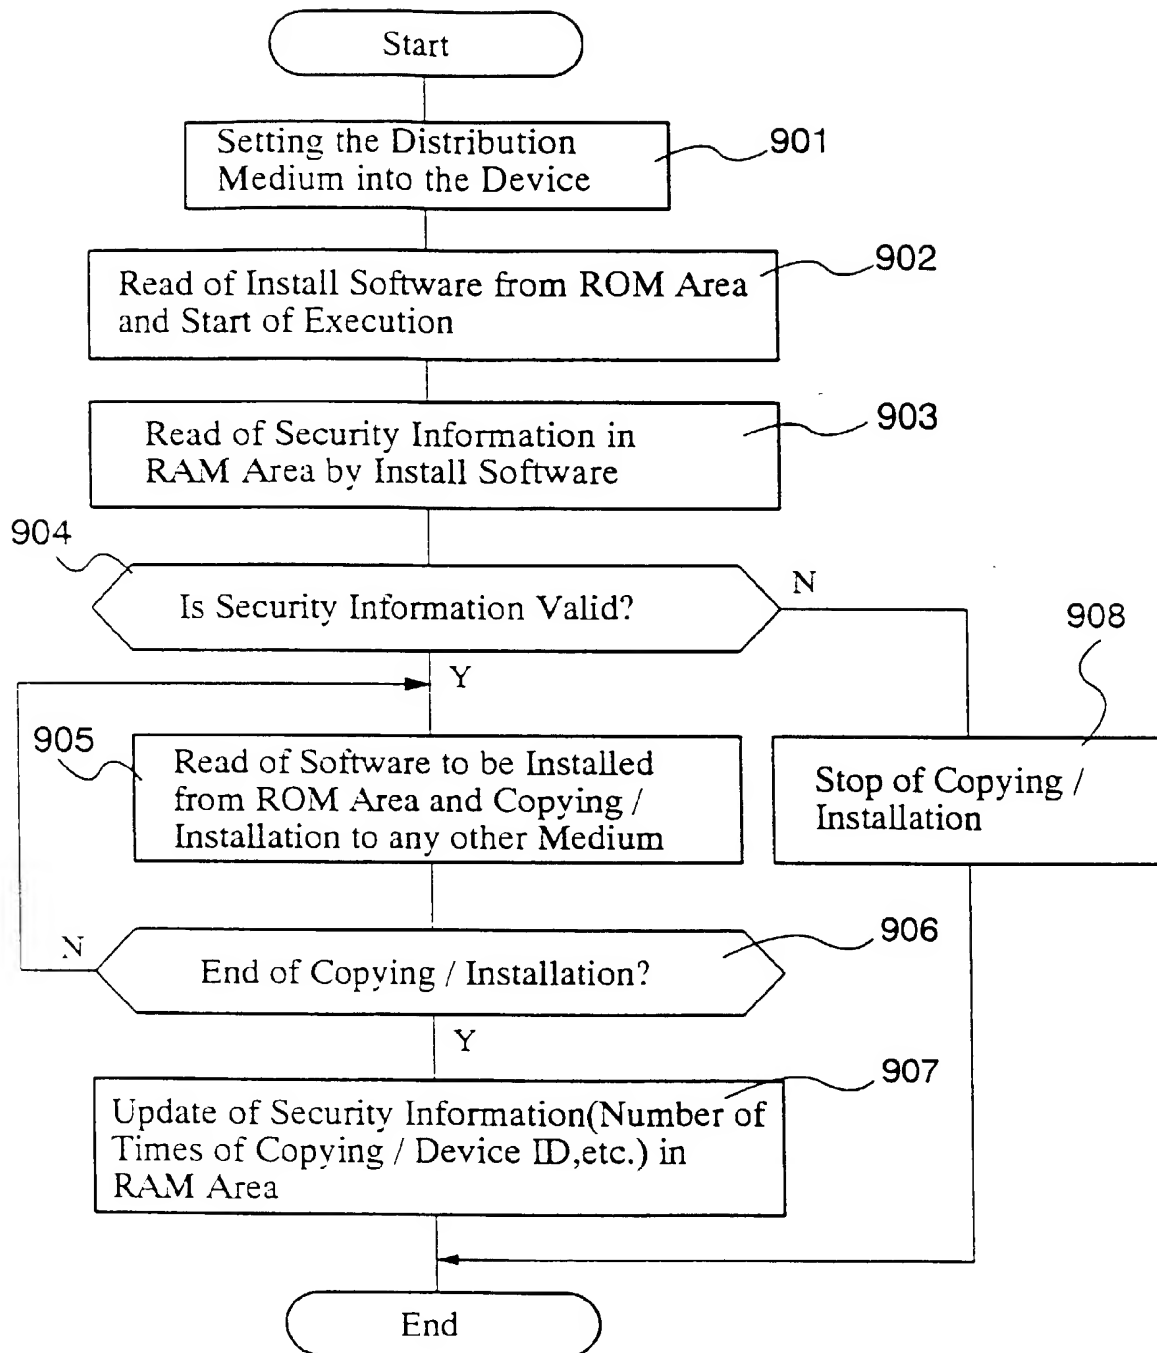 Start
Setting the Distribution
Medium into the Device
901
Read of Install Software from ROM Area
and Start of Execution
902
Read of Security Information in
RAM Area by Install Software
903
904
Is Security Information Valid?
N
Y
908
905
Read of Software to be Installed
from ROM Area and Copying /
Installation to any other Medium
Stop of Copying /
Installation
906
N
End of Copying / Installation?
Y
907
Update of Security Information(Number of
Times of Copying / Device ID,etc.) in
RAM Area
End